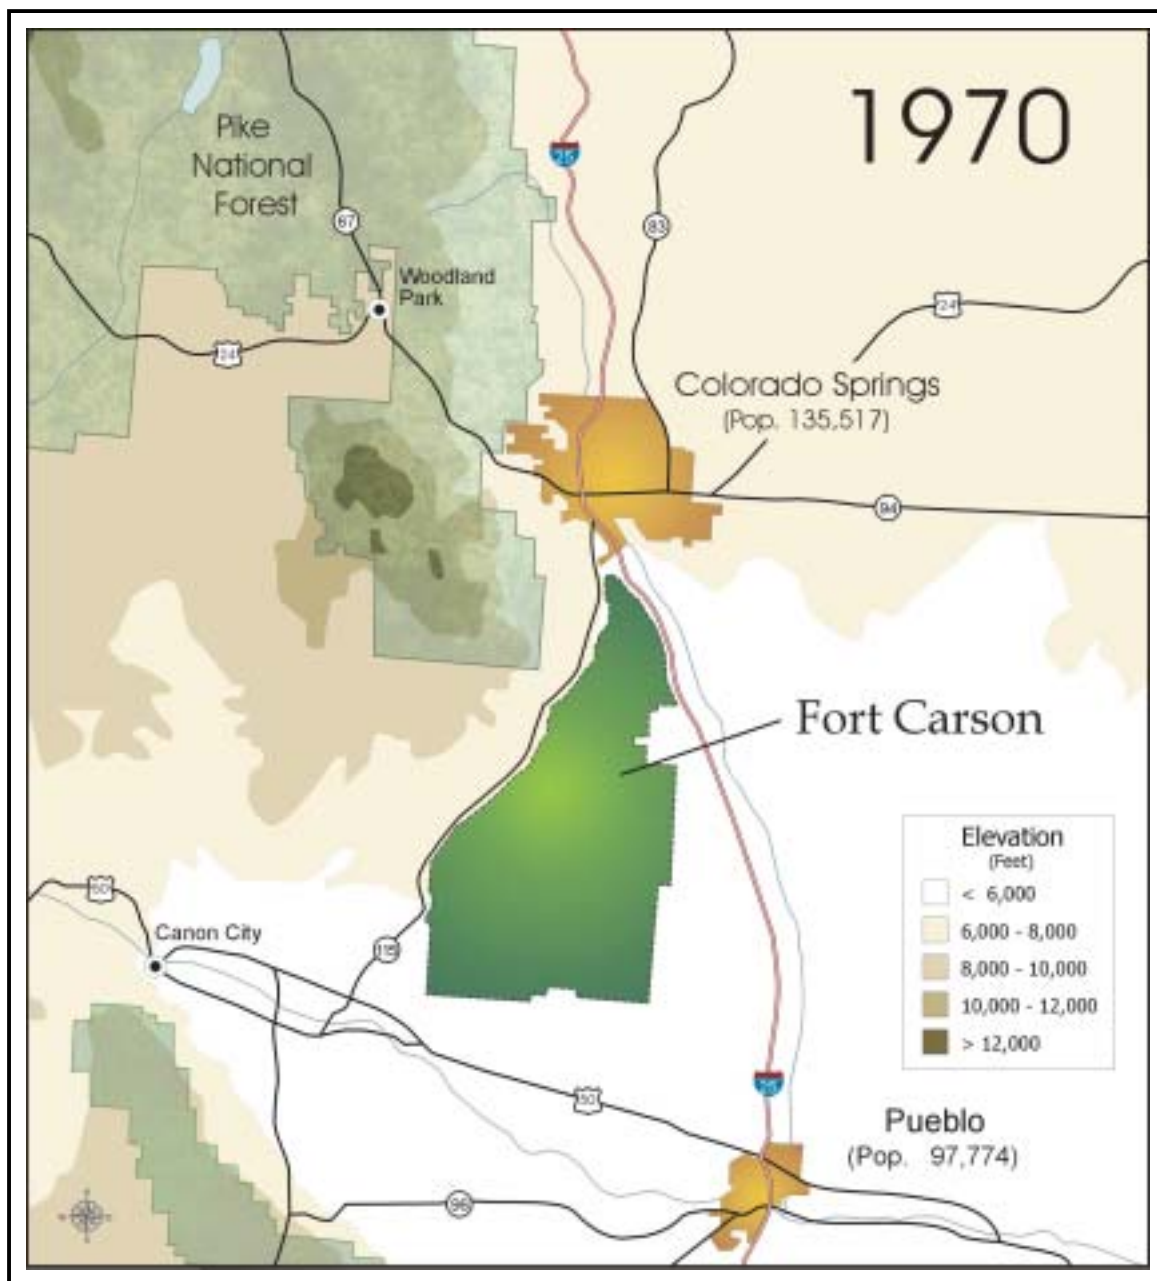 1970
Pike
National
Forest
25
67
83
Woodland
Park
24
24
Colorado Springs
(Pop. 135,517)
94
Fort Carson
Elevation
(Feet)
< 6,000
6,000 - 8,000
8,000 - 10,000
10,000 - 12,000
> 12,000
50
Canon City
115
25
50
Pueblo
(Pop. 97,774)
96